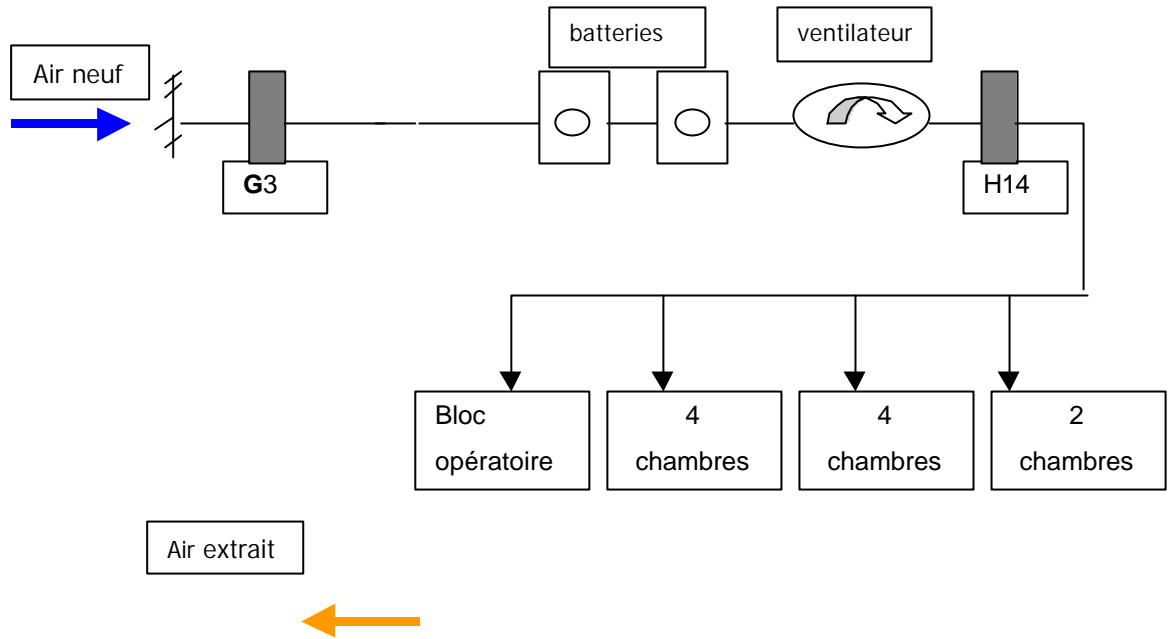 batteries
ventilateur
Air neuf
G3
H14
Bloc
opératoire
4
chambres
4
chambres
2
chambres
Air extrait